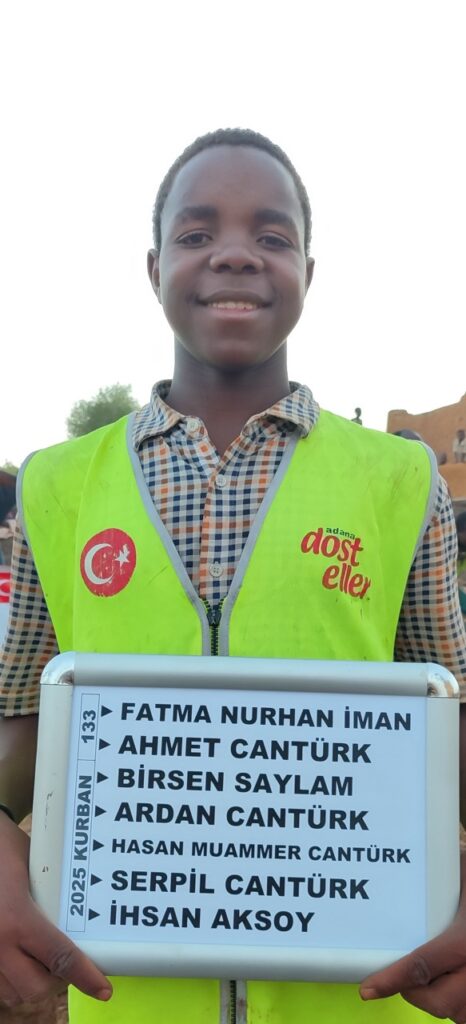 adana
dost
eller
2025 KURBAN 133
FATMA NURHAN İMAN
AHMET CANTÜRK
BİRSEN SAYLAM
ARDAN CANTÜRK
HASAN MUAMMER CANTÜRK
SERPİL CANTÜRK
İHSAN AKSOY